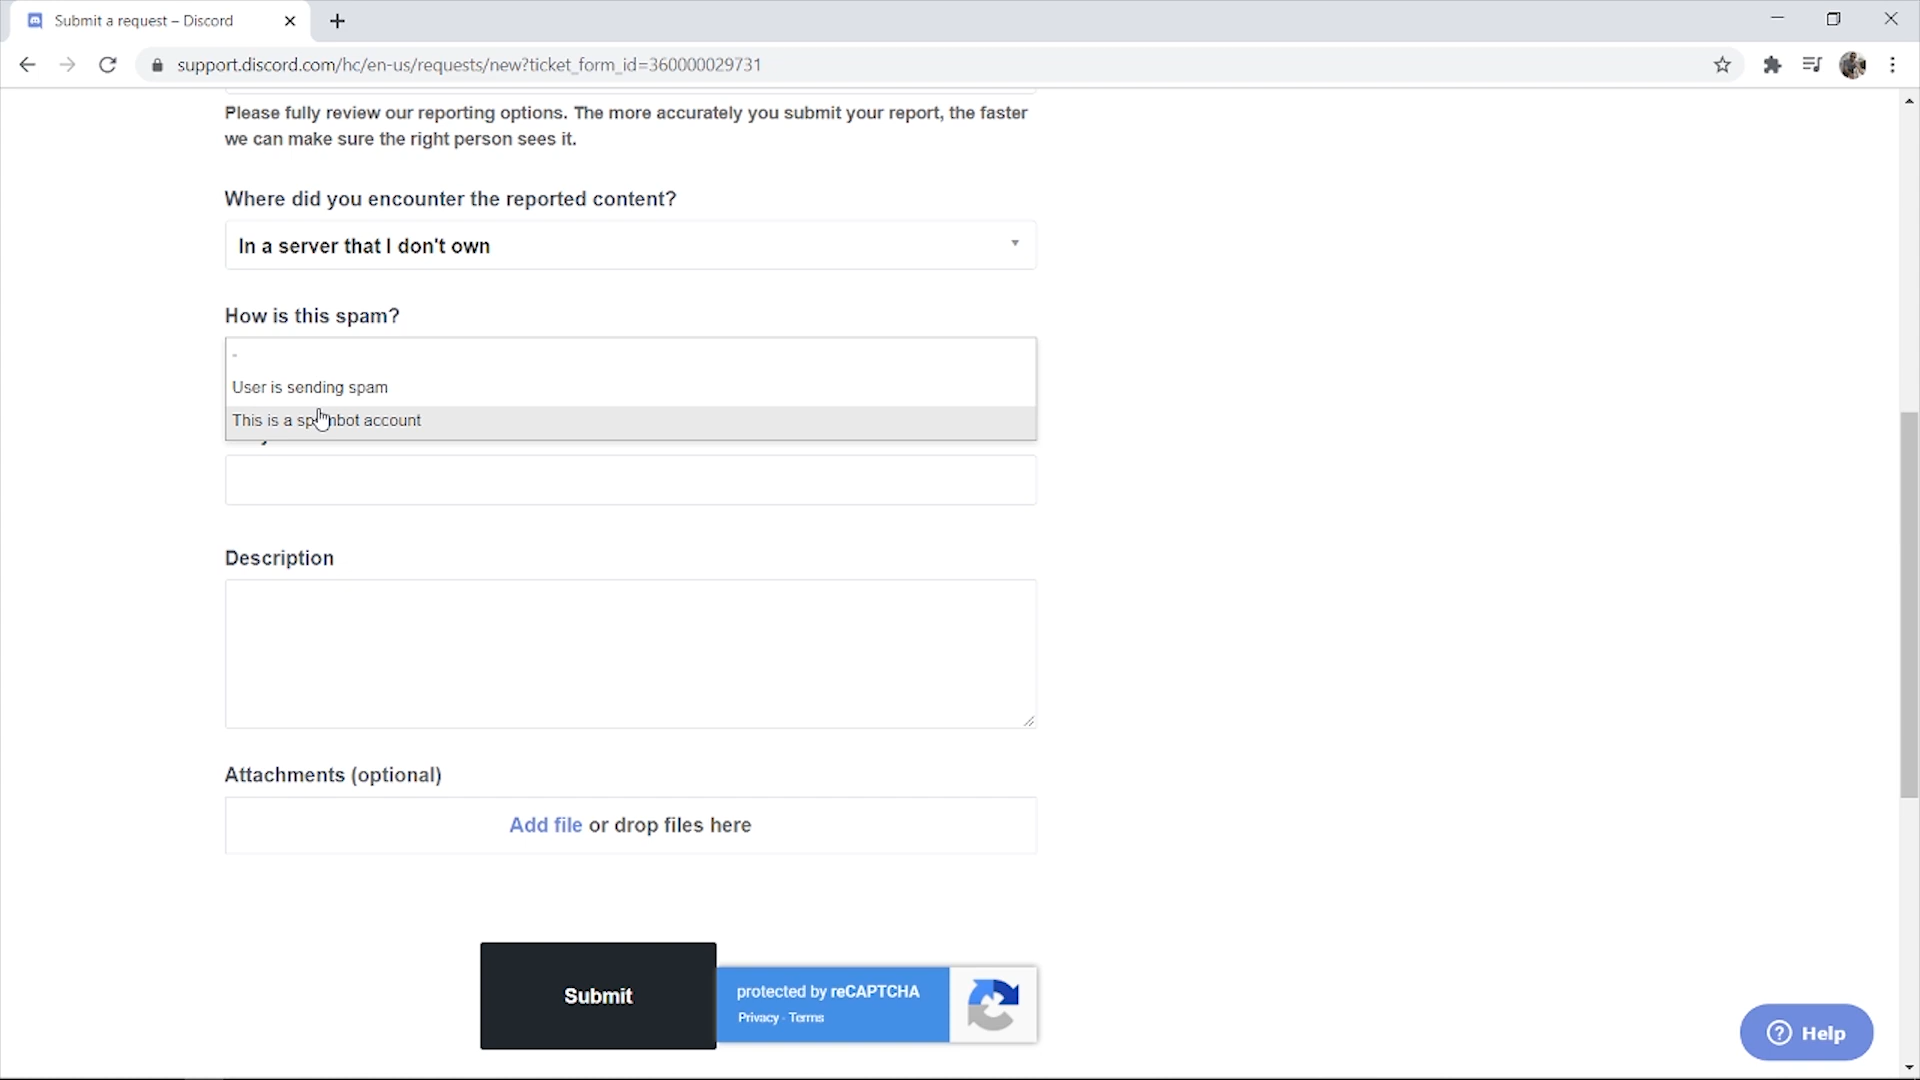 Submit a request – Discord
support.discord.com/hc/en-us/requests/new?ticket_form_id=360000029731
Please fully review our reporting options. The more accurately you submit your report, the faster
we can make sure the right person sees it.
Where did you encounter the reported content?
In a server that I don't own
How is this spam?
-
User is sending spam
This is a spambot account
Description
Attachments (optional)
Add file or drop files here
Submit
protected by reCAPTCHA
Privacy - Terms
Help